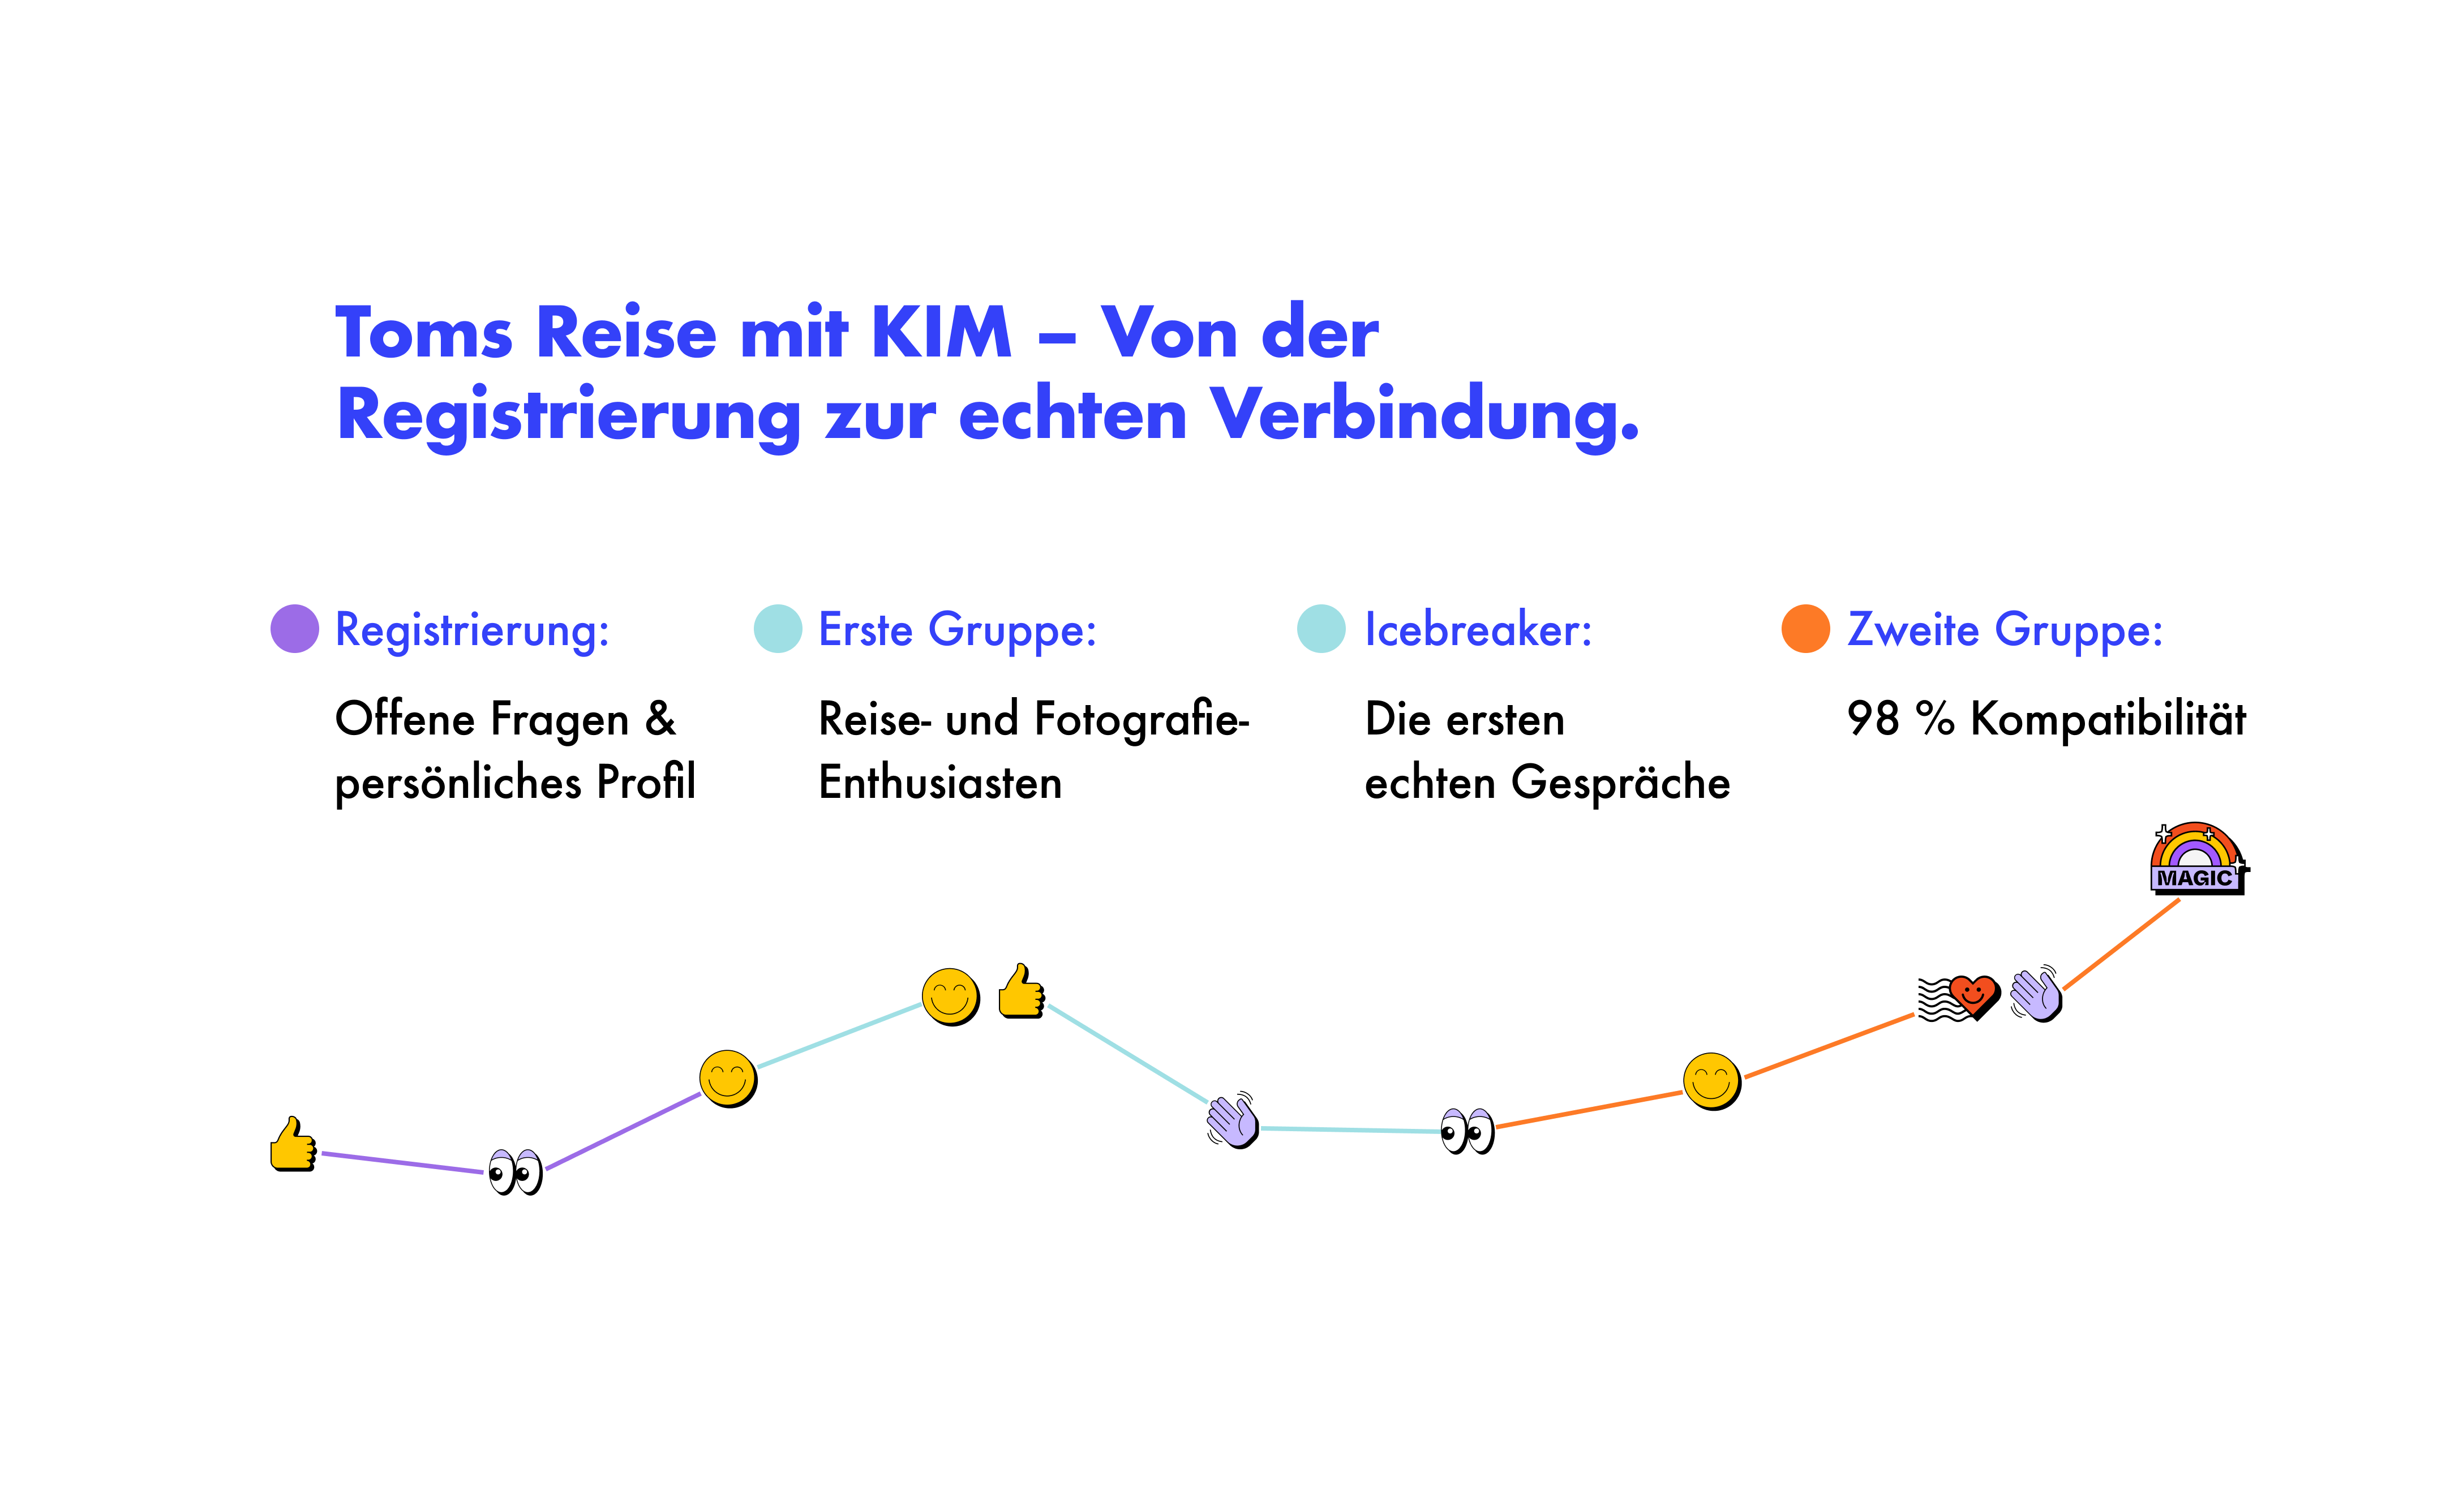 Toms Reise mit KIM – Von der
Registrierung zur echten Verbindung.
Registrierung:
Offene Fragen &
persönliches Profil
Erste Gruppe:
Reise- und Fotografie-
Enthusiasten
Icebreaker:
Die ersten
echten Gespräche
Zweite Gruppe:
98 % Kompatibilität
MAGIC